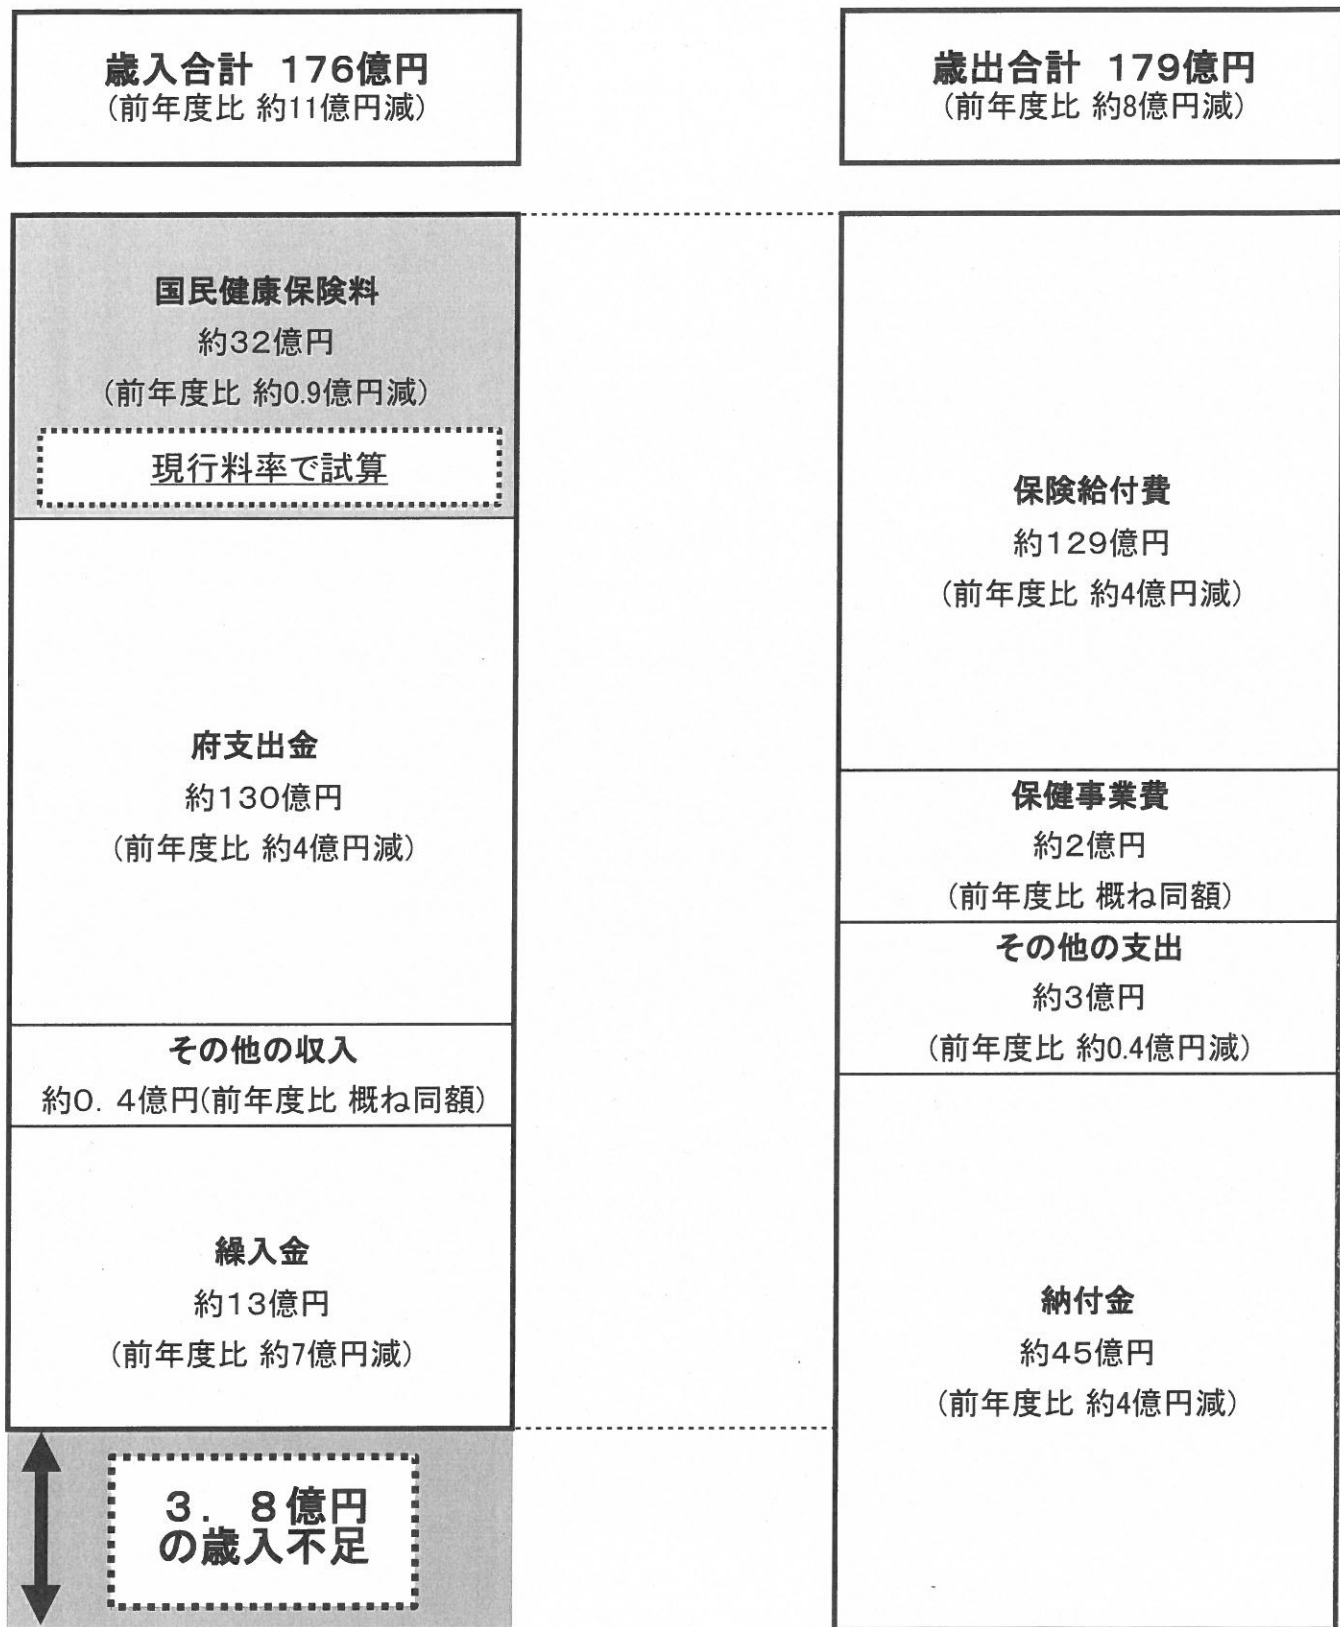 歳入合計 176億円
(前年度比 約11億円減)
国民健康保険料
約32億円
(前年度比 約0.9億円減)
現行料率で試算
府支出金
約130億円
(前年度比 約4億円減)
その他の収入
約0．4億円(前年度比 概ね同額)
繰入金
約13億円
(前年度比 約7億円減)
3．8億円
の歳入不足
歳出合計 179億円
(前年度比 約8億円減)
保険給付費
約129億円
(前年度比 約4億円減)
保健事業費
約2億円
(前年度比 概ね同額)
その他の支出
約3億円
(前年度比 約0.4億円減)
納付金
約45億円
(前年度比 約4億円減)